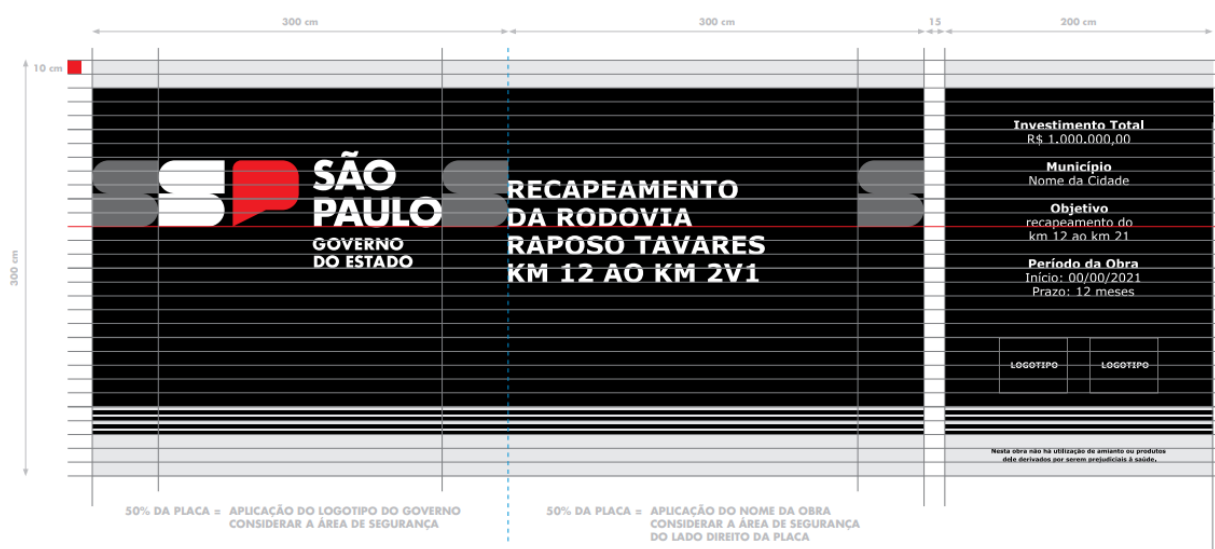 300 cm
300 cm
15
200 cm
10 cm
300 cm
SÃO
PAULO
GOVERNO
DO ESTADO
RECAPEAMENTO
DA RODOVIA
RAPOSO TAVARES
KM 12 AO KM 2V1
Investimento Total
R$ 1.000.000,00
Município
Nome da Cidade
Objetivo
recapeamento do
km 12 ao km 21
Período da Obra
Início: 00/00/2021
Prazo: 12 meses
LOGOTIPO
LOGOTIPO
Nesta obra não há utilização de amianto ou produtos
dele derivados por serem prejudiciais à saúde.
50% DA PLACA = APLICAÇÃO DO LOGOTIPO DO GOVERNO
CONSIDERAR A ÁREA DE SEGURANÇA
50% DA PLACA = APLICAÇÃO DO NOME DA OBRA
CONSIDERAR A ÁREA DE SEGURANÇA
DO LADO DIREITO DA PLACA